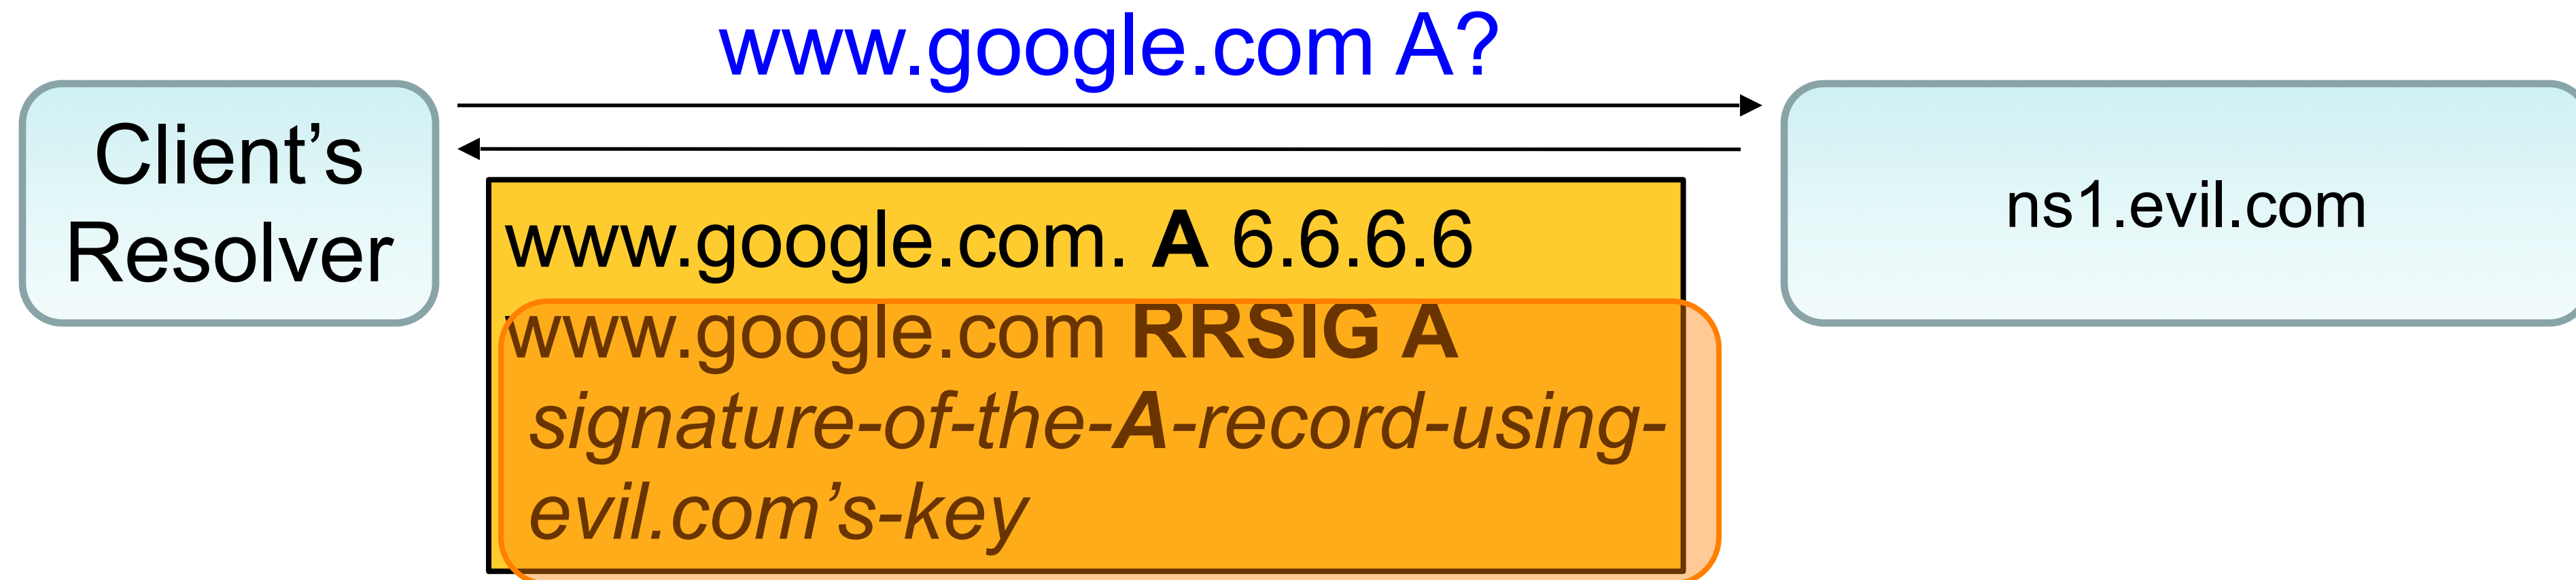 www.google.com A?
Client’s
Resolver
www.google.com. A 6.6.6.6
www.google.com RRSIG A
signature-of-the-A-record-using-
evil.com’s-key
ns1.evil.com